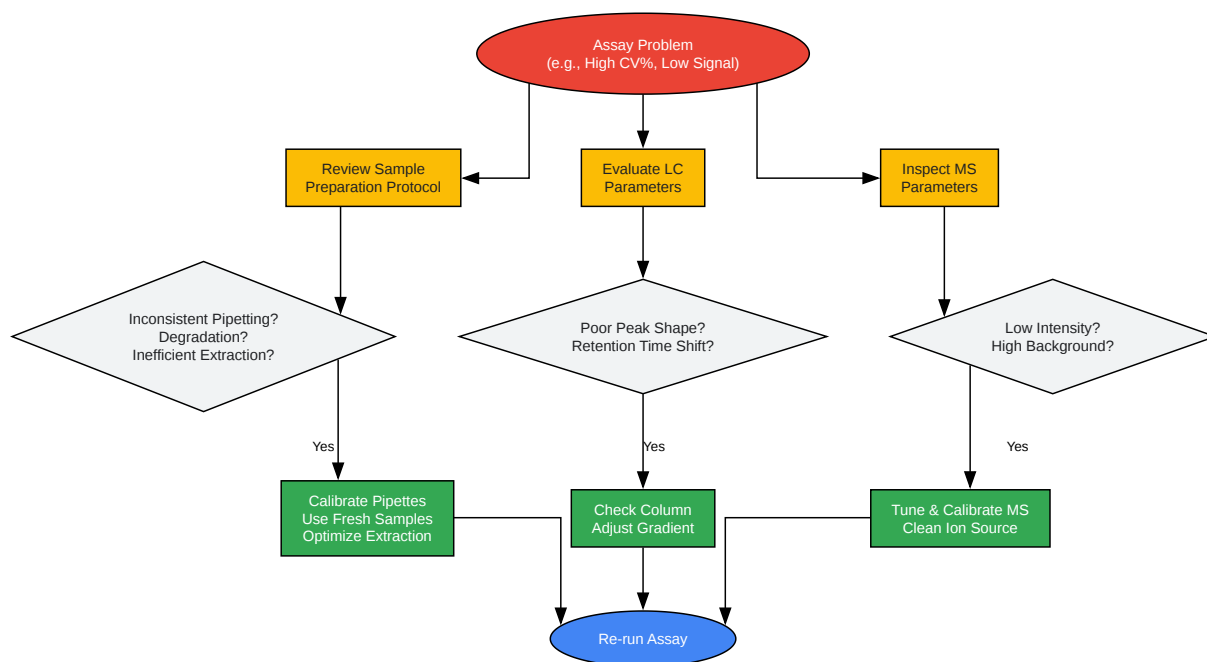 Assay Problem
(e.g., High CV%, Low Signal)
Review Sample
Preparation Protocol
Evaluate LC
Parameters
Inspect MS
Parameters
Inconsistent Pipetting?
Degradation?
Inefficient Extraction?
Poor Peak Shape?
Retention Time Shift?
Low Intensity?
High Background?
Yes
Yes
Yes
Calibrate Pipettes
Use Fresh Samples
Optimize Extraction
Check Column
Adjust Gradient
Tune & Calibrate MS
Clean Ion Source
Re-run Assay